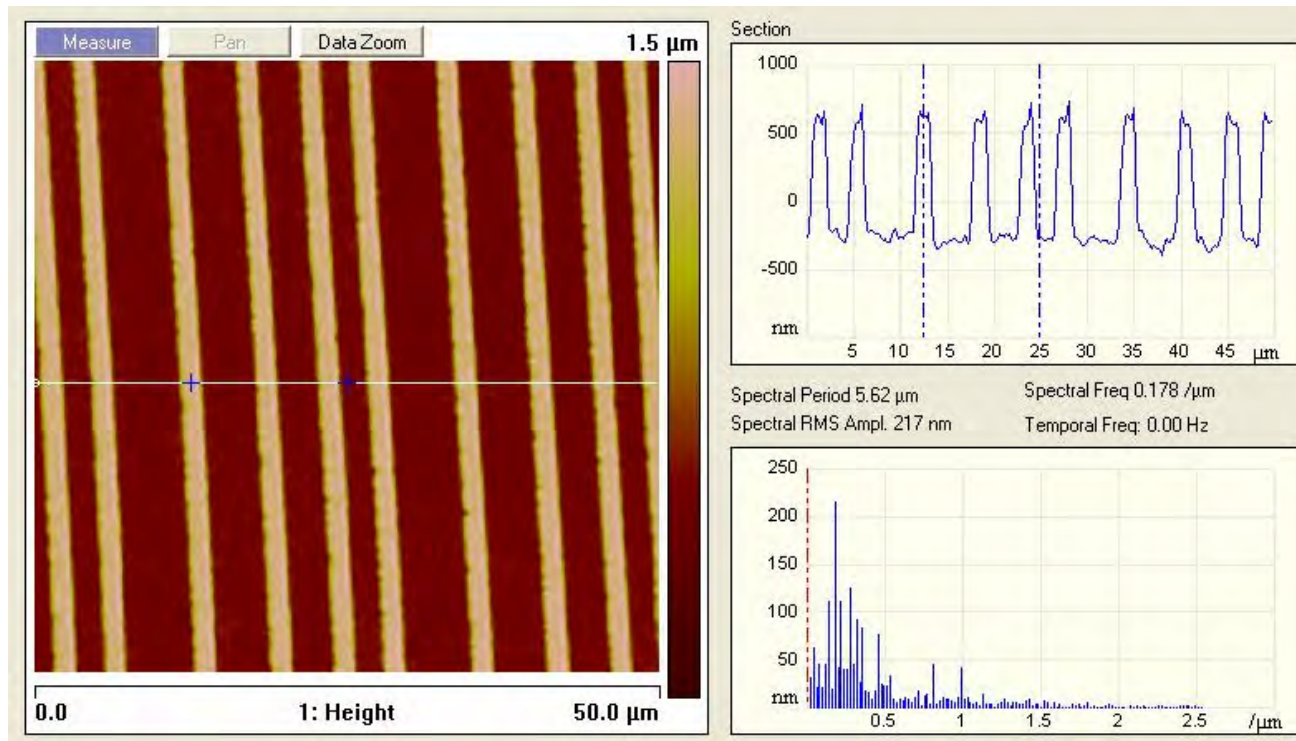 Measure Pan Data Zoom 1.5 µm
0.0 1: Height 50.0 µm
Section
1000
500
0
-500
nm
5 10 15 20 25 30 35 40 45 µm
Spectral Period 5.62 µm Spectral Freq 0.178 /µm
Spectral RMS Ampl. 217 nm Temporal Freq: 0.00 Hz
250
200
150
100
50
nm
0.5 1 1.5 2 2.5 /µm